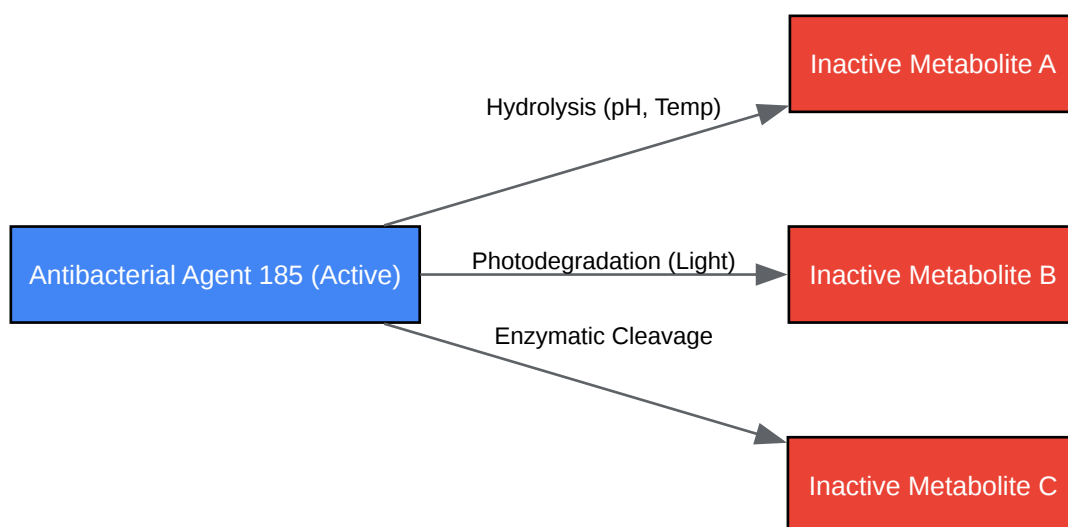 Inactive Metabolite A
Hydrolysis (pH, Temp)
Antibacterial Agent 185 (Active)
Photodegradation (Light)
Inactive Metabolite B
Enzymatic Cleavage
Inactive Metabolite C